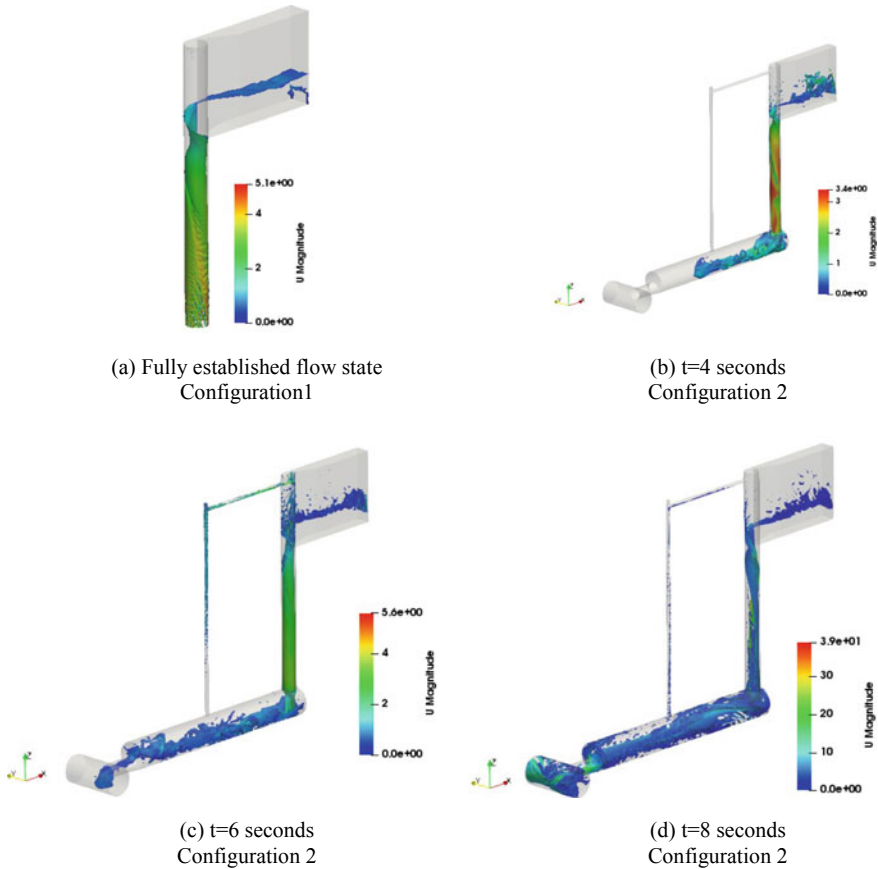 5.1e+00
4
2
0.0e+00
U Magnitude
3.4e+00
3
2
1
0.0e+00
U Magnitude
Z
Y
X
(a) Fully established flow state
Configuration1
(b) t=4 seconds
Configuration 2
5.6e+00
4
2
0.0e+00
U Magnitude
Z
Y
X
3.9e+01
30
20
10
0.0e+00
U Magnitude
Z
Y
X
(c) t=6 seconds
Configuration 2
(d) t=8 seconds
Configuration 2